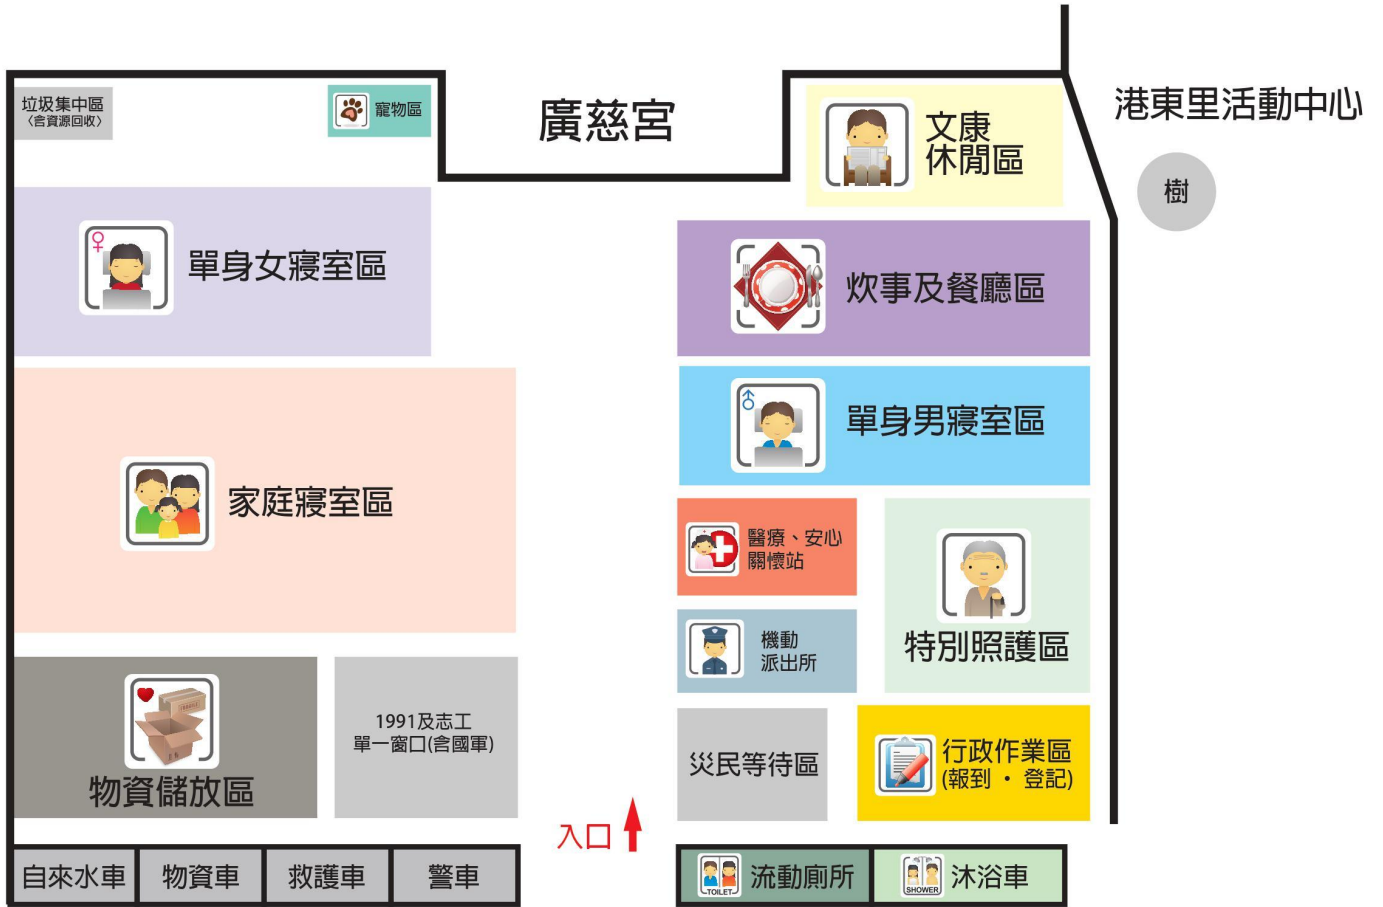 垃圾集中區
〈含資源回收〉
寵物區
廣慈宮
文康
休閒區
港東里活動中心
樹
單身女寢室區
炊事及餐廳區
單身男寢室區
家庭寢室區
醫療、安心
關懷站
特別照護區
機動
派出所
物資儲放區
1991及志工
單一窗口(含國軍)
災民等待區
行政作業區
(報到 · 登記)
入口
自來水車
物資車
救護車
警車
TOILET
流動廁所
SHOWER
沐浴車